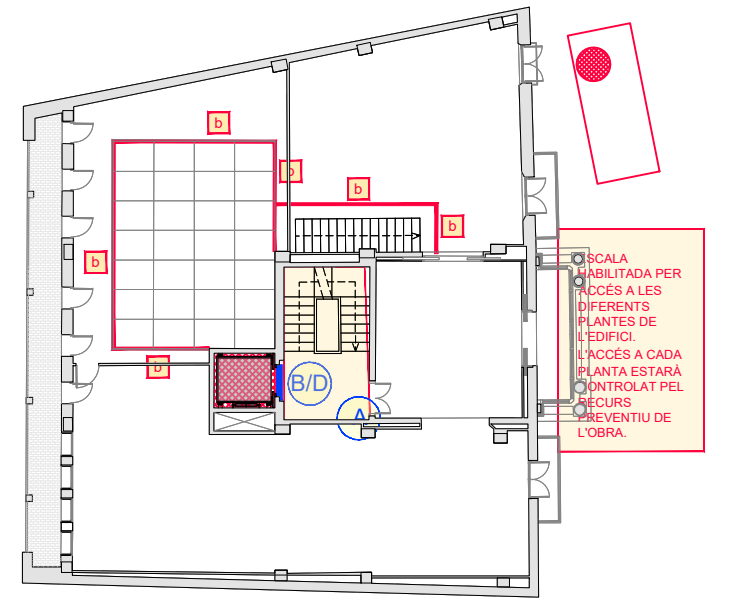 b
b
b
b
b
b
B/D
A
ESCALA
HABILITADA PER
ACCÉS A LES
DIFERENTS
PLANTES DE
L'EDIFICI.
L'ACCÉS A CADA
PLANTA ESTARÀ
CONTROLAT PEL
RECURS
PREVENTIU DE
L'OBRA.